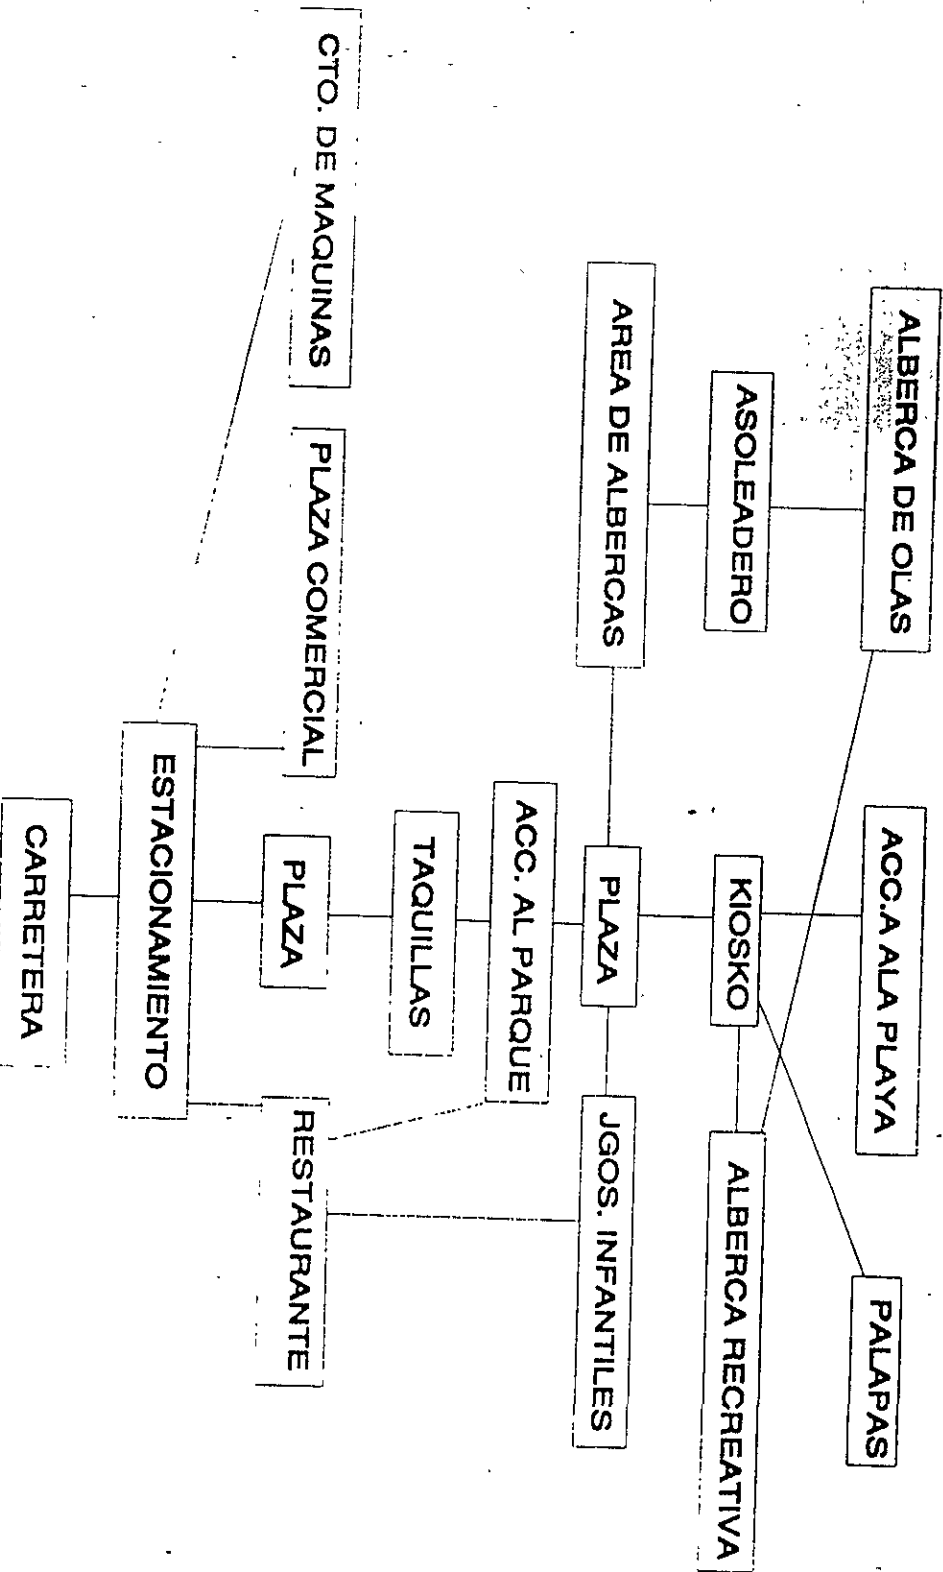 ALBERCA DE OLAS
ACC.A ALA PLAYA
PALAPAS
ASOLEADERO
KIOSKO
ALBERCA RECREATIVA
AREA DE ALBERCAS
PLAZA
JGOS. INFANTILES
ACC. AL PARQUE
TAQUILLAS
CTO. DE MAQUINAS
PLAZA COMERCIAL
PLAZA
RESTAURANTE
ESTACIONAMIENTO
CARRETERA